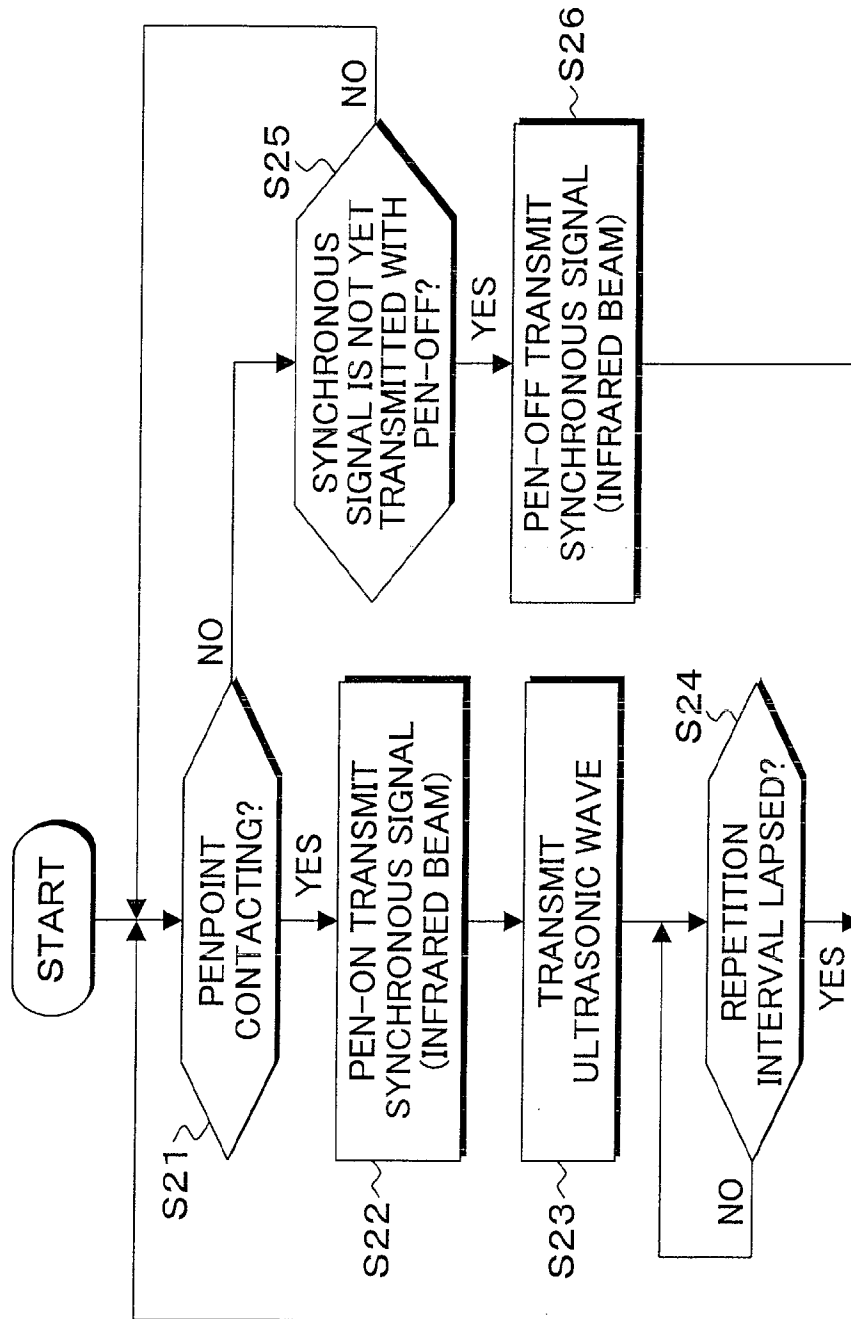 START
PENPOINT
CONTACTING?
S21
NO
YES
PEN-ON TRANSMIT
SYNCHRONOUS SIGNAL
(INFRARED BEAM)
S22
TRANSMIT
ULTRASONIC WAVE
S23
REPETITION
INTERVAL LAPSED?
S24
NO
YES
SYNCHRONOUS
SIGNAL IS NOT YET
TRANSMITTED WITH
PEN-OFF?
S25
NO
YES
PEN-OFF TRANSMIT
SYNCHRONOUS SIGNAL
(INFRARED BEAM)
S26